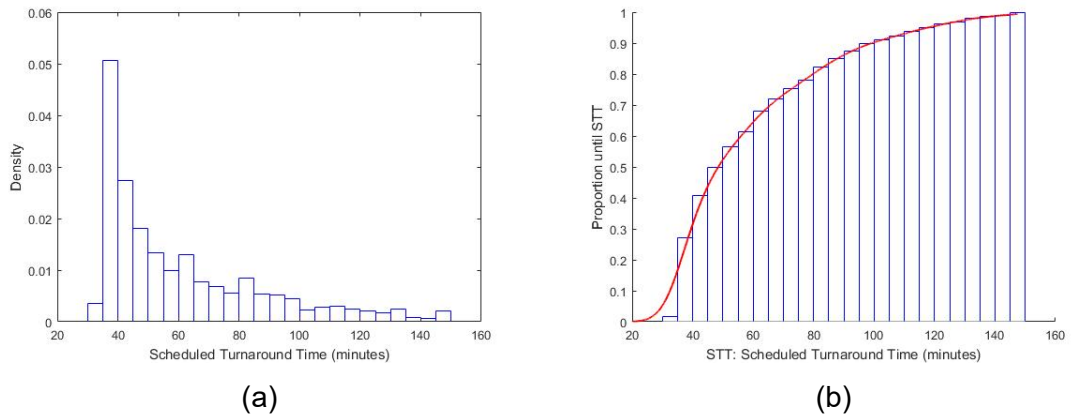 0.06
0.05
0.04
0.03
0.02
0.01
0
Density
20 40 60 80 100 120 140 160
Scheduled Turnaround Time (minutes)
(a)
1
0.9
0.8
0.7
0.6
0.5
0.4
0.3
0.2
0.1
0
Proportion until STT
20 40 60 80 100 120 140 160
STT: Scheduled Turnaround Time (minutes)
(b)